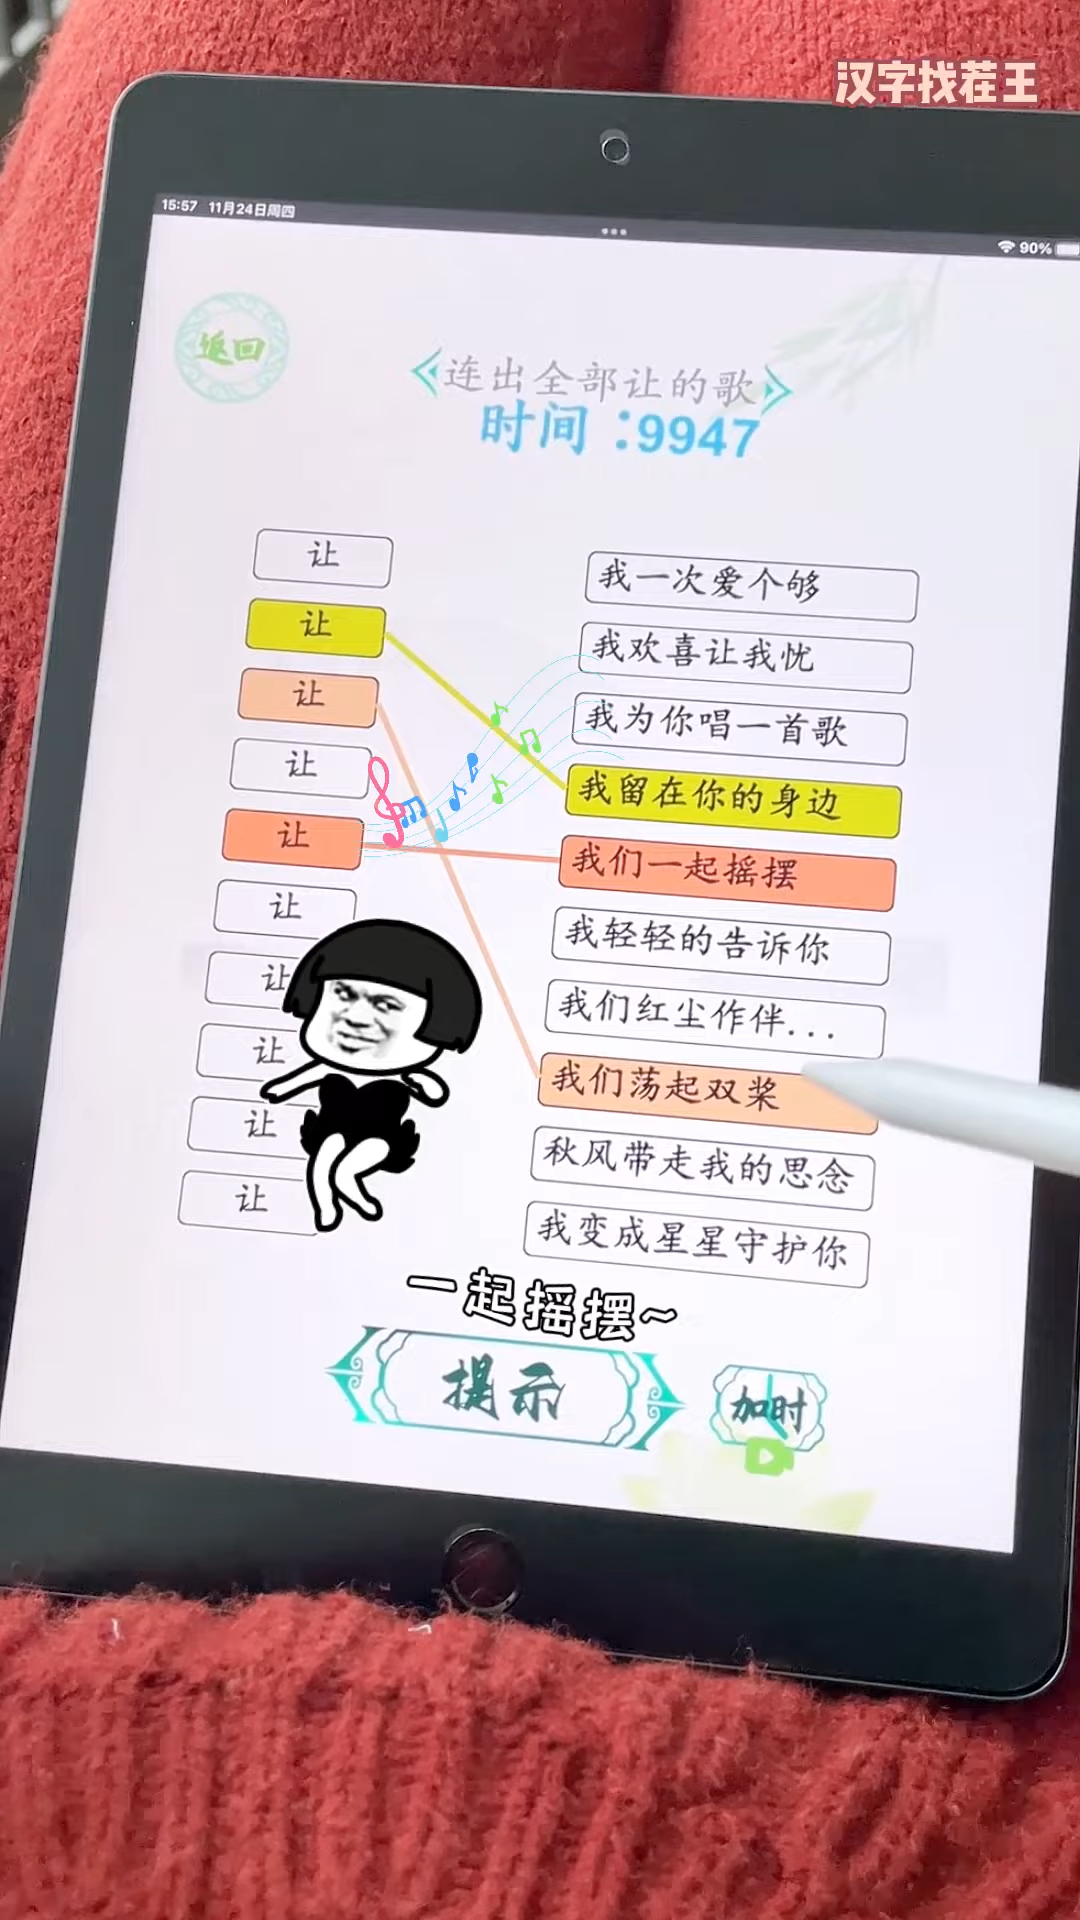 汉字找茬王
15:57 11月24日周四
90%
返回
连出全部让的歌
时间：9947
让
我一次爱个够
让
我欢喜让我忧
让
我为你唱一首歌
让
我留在你的身边
让
我们一起摇摆
让
我轻轻的告诉你
让
我们红尘作伴...
让
我们荡起双桨
让
秋风带走我的思念
让
我变成星星守护你
一起摇摆~
提示
加时